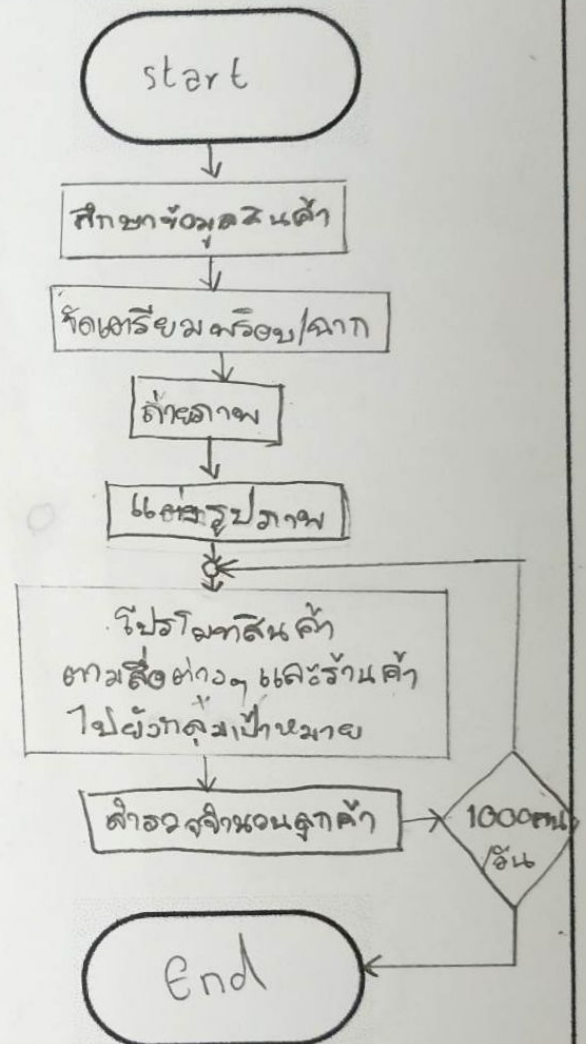 start
ศึกษาข้อมูลสินค้า
จัดเตรียมพร๊อบ/ฉาก
ถ่ายภาพ
แต่งรูปภาพ
โปรโมทสินค้า
ตามสื่อต่างๆ และร้านค้า
ไปยังกลุ่มเป้าหมาย
สำรวจจำนวนลูกค้า
1000คน
/วัน
End